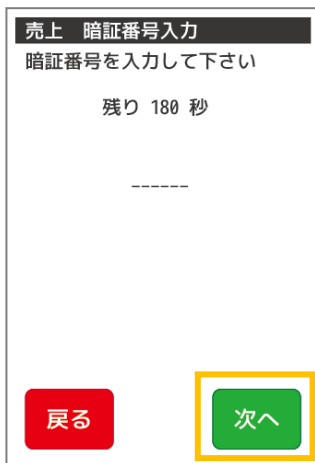 売上　暗証番号入力
暗証番号を入力して下さい
残り 180 秒
------
戻る
次へ